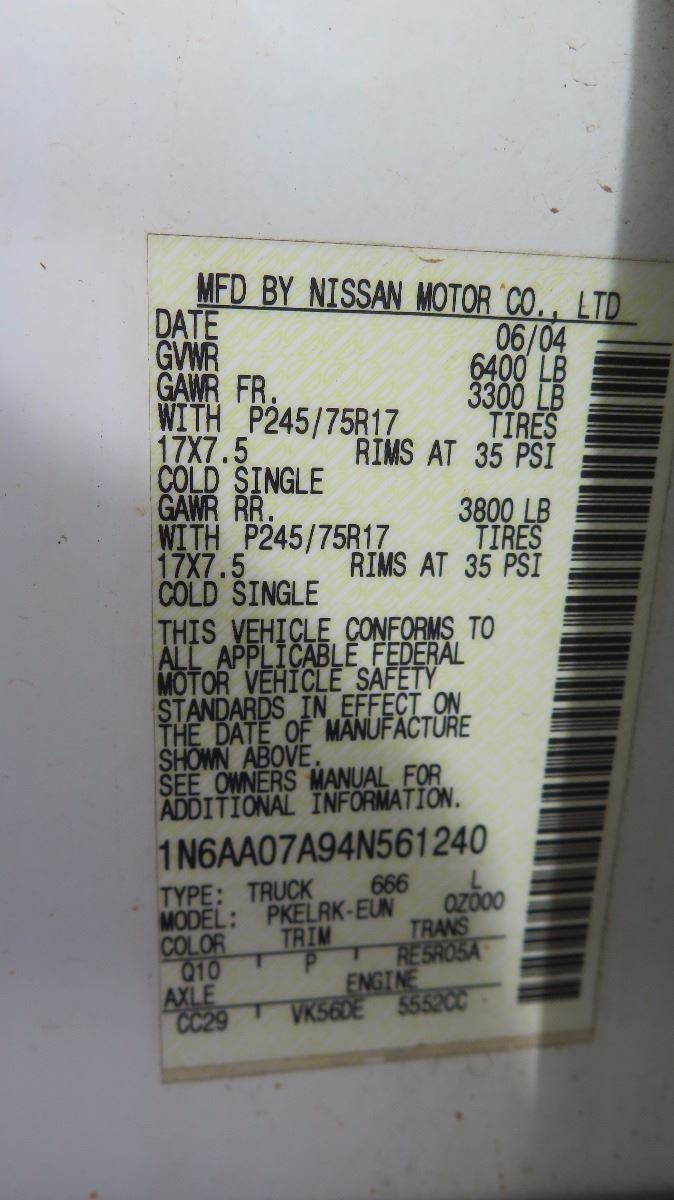 MFD BY NISSAN MOTOR CO., LTD
DATE 06/04
GVWR 6400 LB
GAWR FR. 3300 LB
WITH P245/75R17 TIRES
17X7.5 RIMS AT 35 PSI
COLD SINGLE
GAWR RR. 3800 LB
WITH P245/75R17 TIRES
17X7.5 RIMS AT 35 PSI
COLD SINGLE
THIS VEHICLE CONFORMS TO
ALL APPLICABLE FEDERAL
MOTOR VEHICLE SAFETY
STANDARDS IN EFFECT ON
THE DATE OF MANUFACTURE
SHOWN ABOVE.
SEE OWNERS MANUAL FOR
ADDITIONAL INFORMATION.
1N6AA07A94N561240
TYPE: TRUCK 666 L
MODEL: PKELRK-EUN 0Z000
COLOR TRIM TRANS
Q10 P RE5R05A
AXLE ENGINE
CC29 VK56DE 5552CC